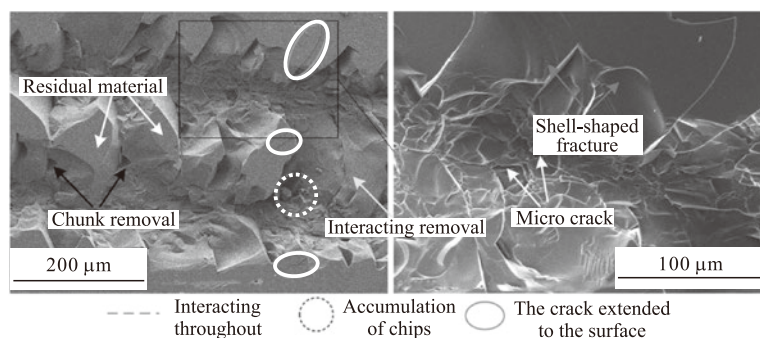 Residual material
Chunk removal
Interacting removal
200 μm
Shell-shaped
fracture
Micro crack
100 μm
Interacting
throughout
Accumulation
of chips
The crack extended
to the surface